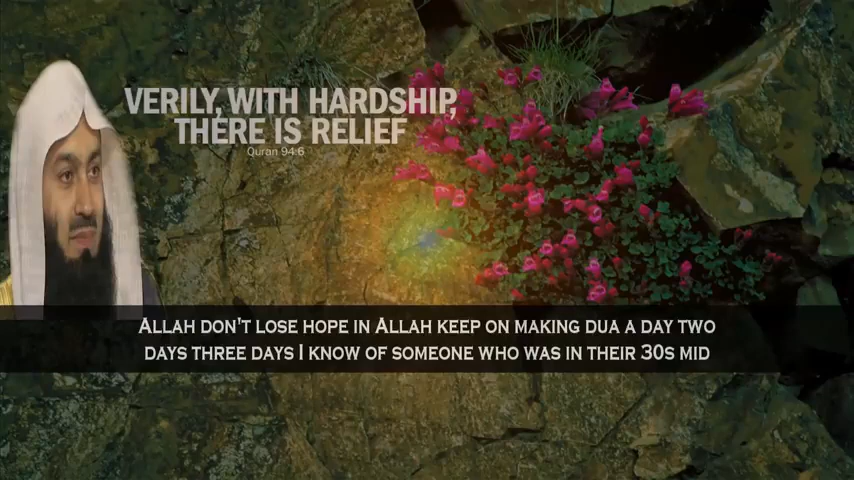 VERILY, WITH HARDSHIP,
THERE IS RELIEF
Quran 94:6
ALLAH DON'T LOSE HOPE IN ALLAH KEEP ON MAKING DUA A DAY TWO
DAYS THREE DAYS I KNOW OF SOMEONE WHO WAS IN THEIR 30S MID